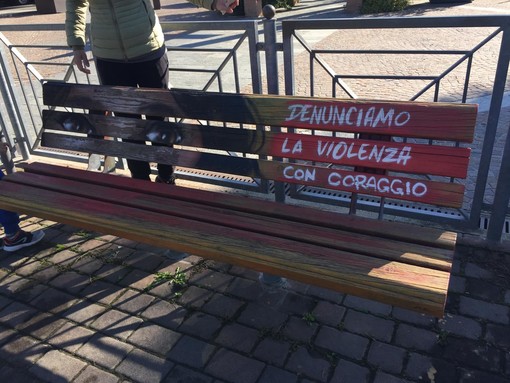 DENUNCIAMO
LA VIOLENZA
CON CORAGGIO